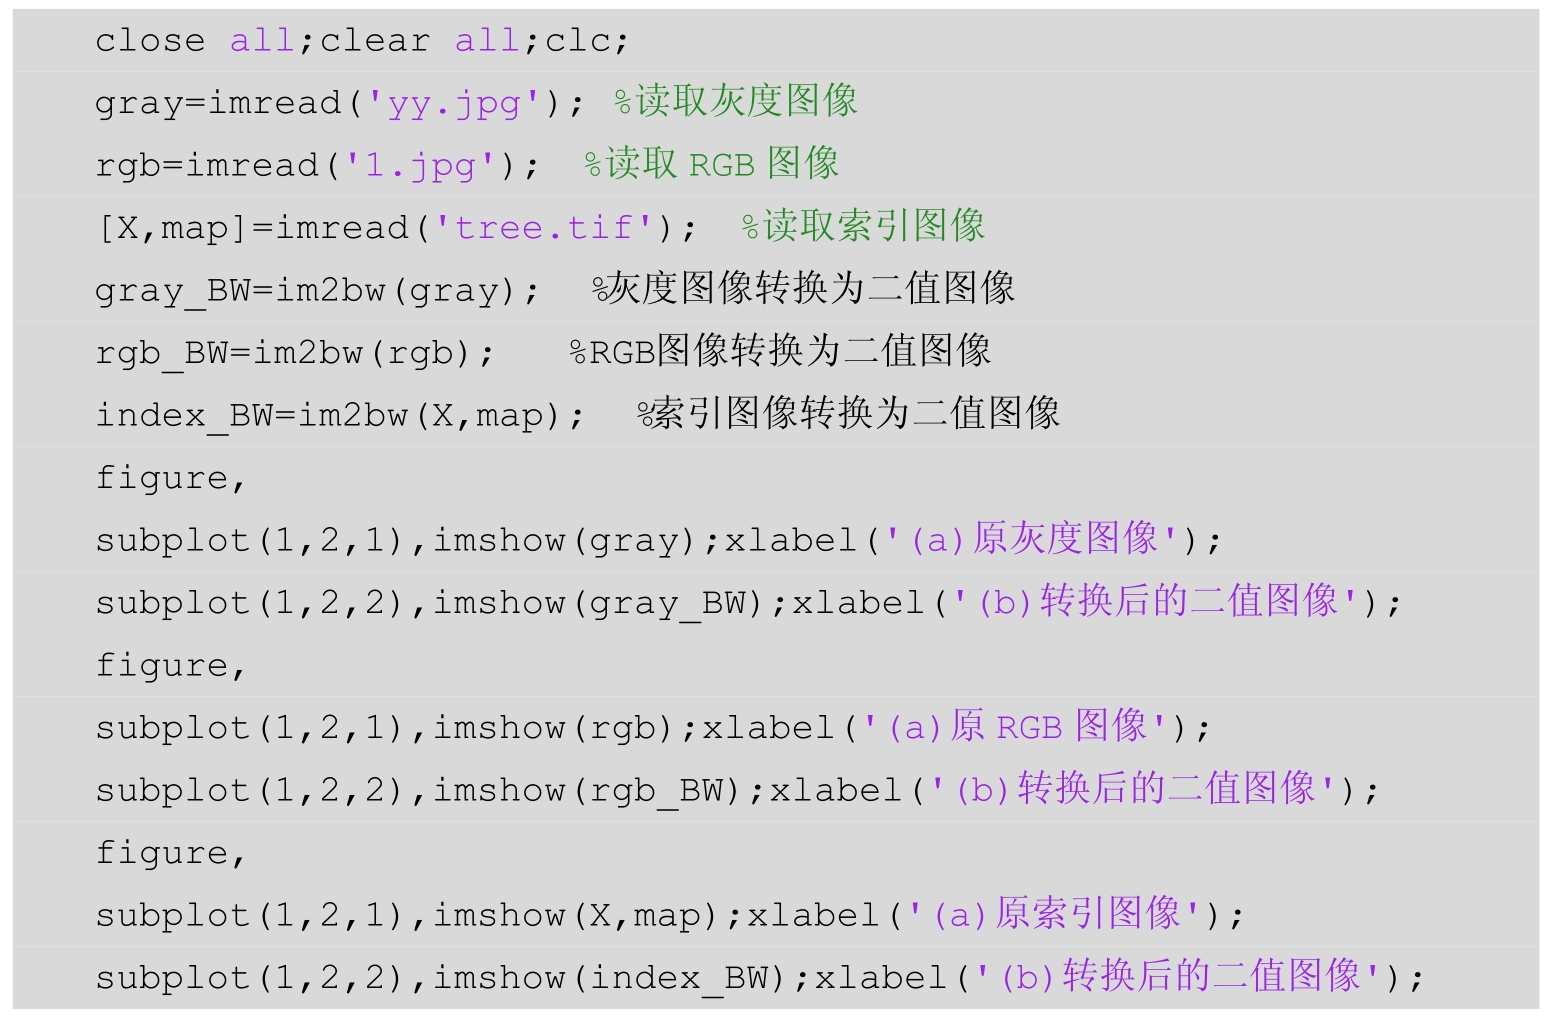 close all;clear all;clc;
gray=imread('yy.jpg'); %读取灰度图像
rgb=imread('1.jpg');  %读取 RGB 图像
[X,map]=imread('tree.tif');  %读取索引图像
gray_BW=im2bw(gray);  %灰度图像转换为二值图像
rgb_BW=im2bw(rgb);   %RGB图像转换为二值图像
index_BW=im2bw(X,map);  %索引图像转换为二值图像
figure,
subplot(1,2,1),imshow(gray);xlabel('(a)原灰度图像');
subplot(1,2,2),imshow(gray_BW);xlabel('(b)转换后的二值图像');
figure,
subplot(1,2,1),imshow(rgb);xlabel('(a)原 RGB 图像');
subplot(1,2,2),imshow(rgb_BW);xlabel('(b)转换后的二值图像');
figure,
subplot(1,2,1),imshow(X,map);xlabel('(a)原索引图像');
subplot(1,2,2),imshow(index_BW);xlabel('(b)转换后的二值图像');